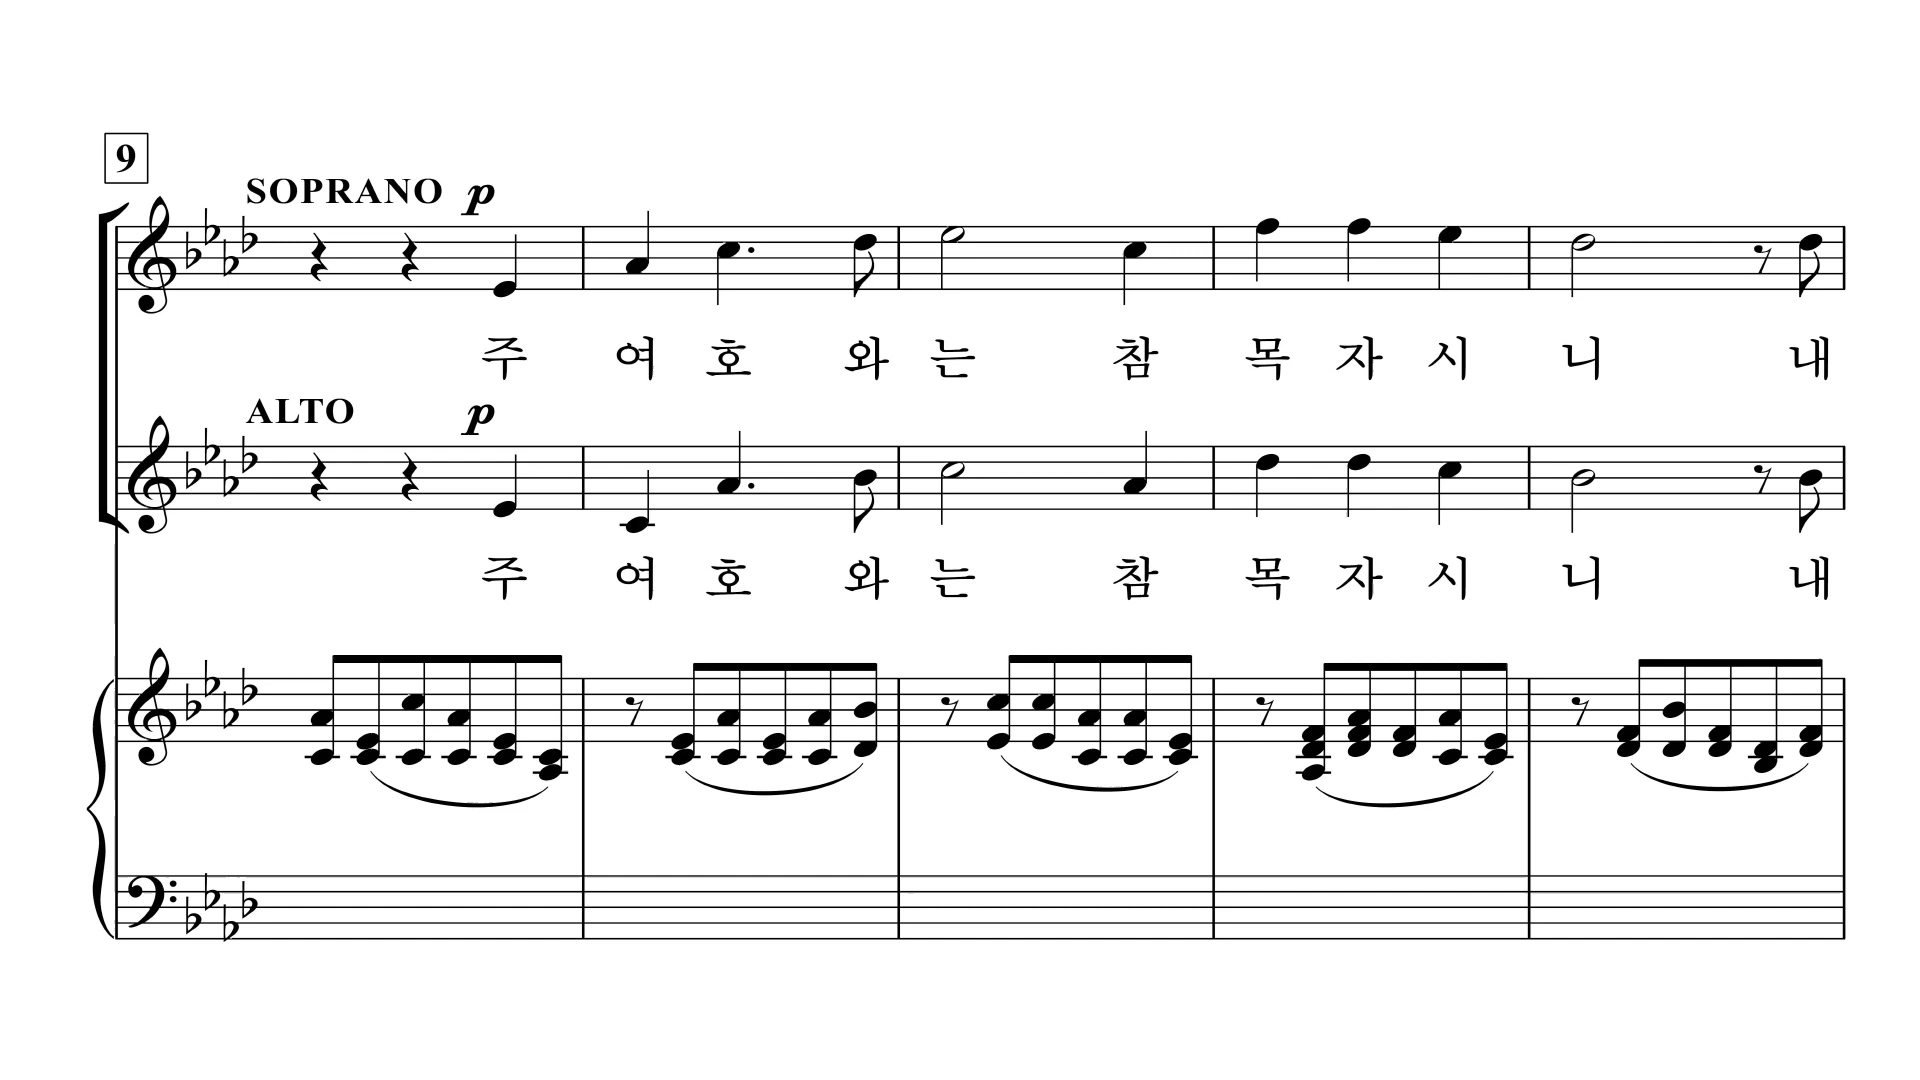 9
SOPRANO p
주 여 호 와 는 참 목 자 시 니 내
ALTO p
주 여 호 와 는 참 목 자 시 니 내